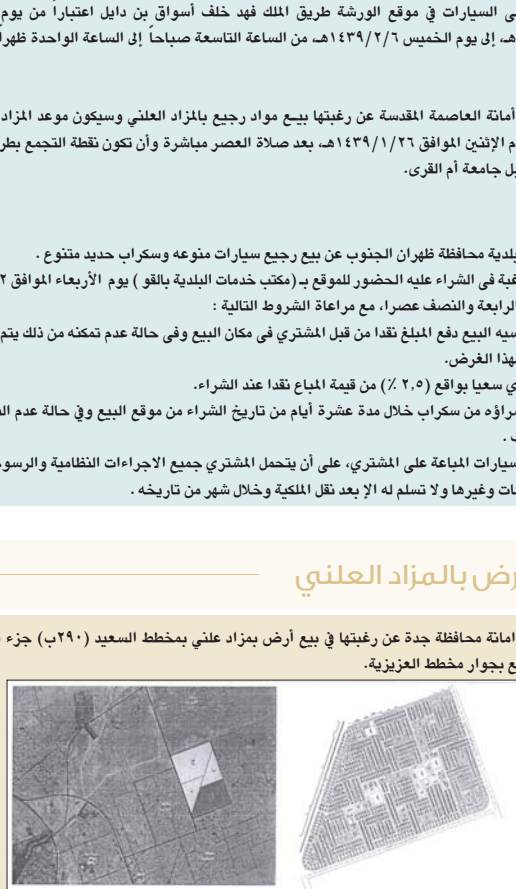 ى السيارات في موقع الورشة طريق الملك فهد خلف أسواق بن دايل اعتباراً من يوم
هـ، إلى يوم الخميس ١٤٣٩/٢/٦هـ، من الساعة التاسعة صباحاً إلى الساعة الواحدة ظهرا
أمانة العاصمة المقدسة عن رغبتها بيـع مواد رجيع بالمزاد العلني وسيكون موعد المزاد
م الإثنين الموافق ١٤٣٩/١/٢٦هـ، بعد صلاة العصر مباشرة وأن تكون نقطة التجمع بطر
بل جامعة أم القرى.
بلدية محافظة ظهران الجنوب عن بيع رجيع سيارات منوعه وسكراب حديد متنوع .
غبة فى الشراء عليه الحضور للموقع بـ (مكتب خدمات البلدية بالقو ) يوم الأربعاء الموافق ٢
لرابعة والنصف عصرا، مع مراعاة الشروط التالية :
سيه البيع دفع المبلغ نقدا من قبل المشتري فى مكان البيع وفى حالة عدم تمكنه من ذلك يتم
هذا الغرض.
ي سعيا بواقع (٢,٥ ٪) من قيمة المباع نقدا عند الشراء.
راؤه من سكراب خلال مدة عشرة أيام من تاريخ الشراء من موقع البيع وفي حالة عدم ال
ب .
سيارات المباعة على المشتري، على أن يتحمل المشتري جميع الاجراءات النظامية والرسو
ات وغيرها ولا تسلم له الإ بعد نقل الملكية وخلال شهر من تاريخه .
رض بالمزاد العلني
امانة محافظة جدة عن رغبتها في بيع أرض بمزاد علني بمخطط السعيد (٢٩٠ب) جزء
ع بجوار مخطط العزيزية.